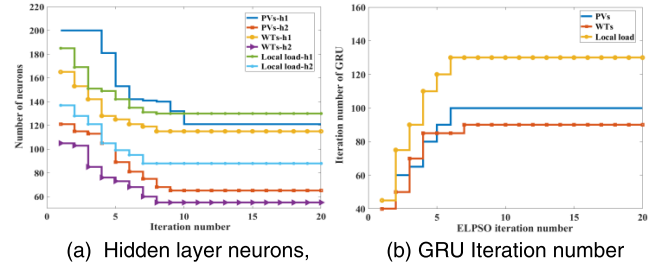 220
200
180
160
140
120
100
80
60
Number of neurons
0 5 10 15 20
Iteration number
PVs-h1
PVs-h2
WTs-h1
WTs-h2
Local load-h1
Local load-h2
(a) Hidden layer neurons,
160
140
120
100
80
60
40
Iteration number of GRU
0 5 10 15 20
ELPSO iteration number
PVs
WTs
Local load
(b) GRU Iteration number